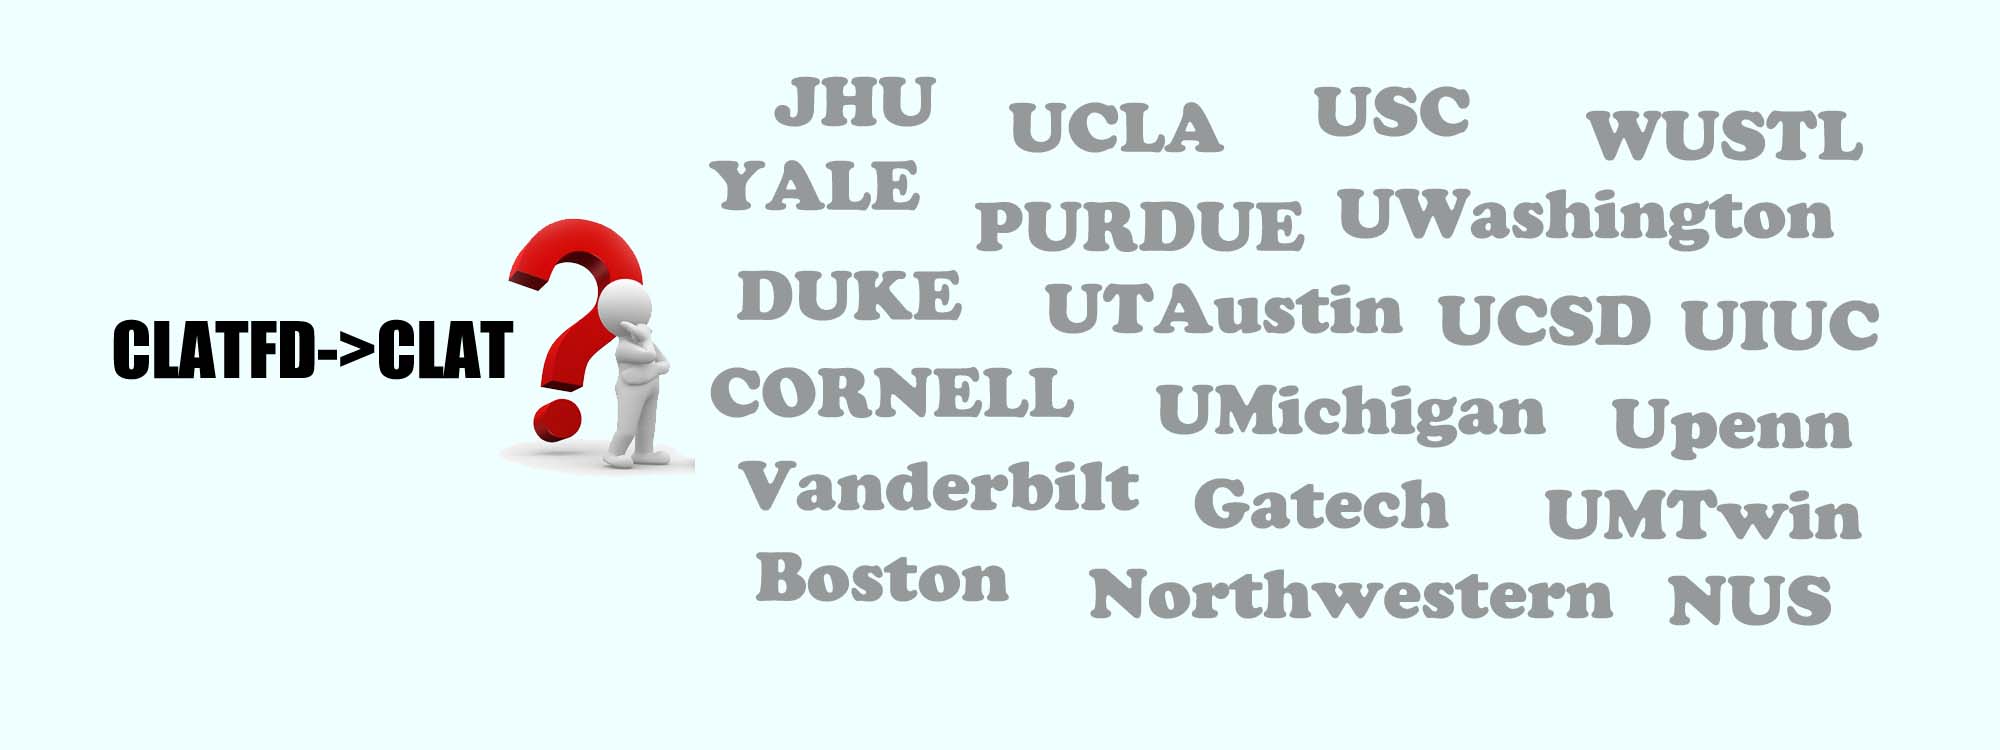 JHU UCLA USC WUSTL
YALE PURDUE UWashington
DUKE UTAustin UCSD UIUC
CLATFD->CLAT?
CORNELL UMichigan Upenn
Vanderbilt Gatech UMTwin
Boston Northwestern NUS